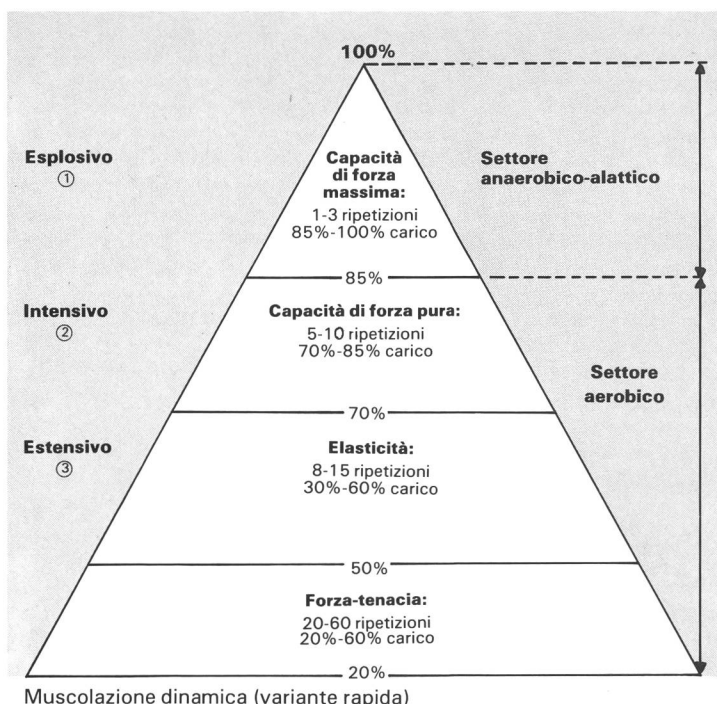 100%
Esplosivo
①
Capacità
di forza
massima:
1-3 ripetizioni
85%-100% carico
Settore
anaerobico-alattico
85%
Intensivo
②
Capacità di forza pura:
5-10 ripetizioni
70%-85% carico
Settore
aerobico
70%
Estensivo
③
Elasticità:
8-15 ripetizioni
30%-60% carico
50%
Forza-tenacia:
20-60 ripetizioni
20%-60% carico
20%
Muscolazione dinamica (variante rapida)